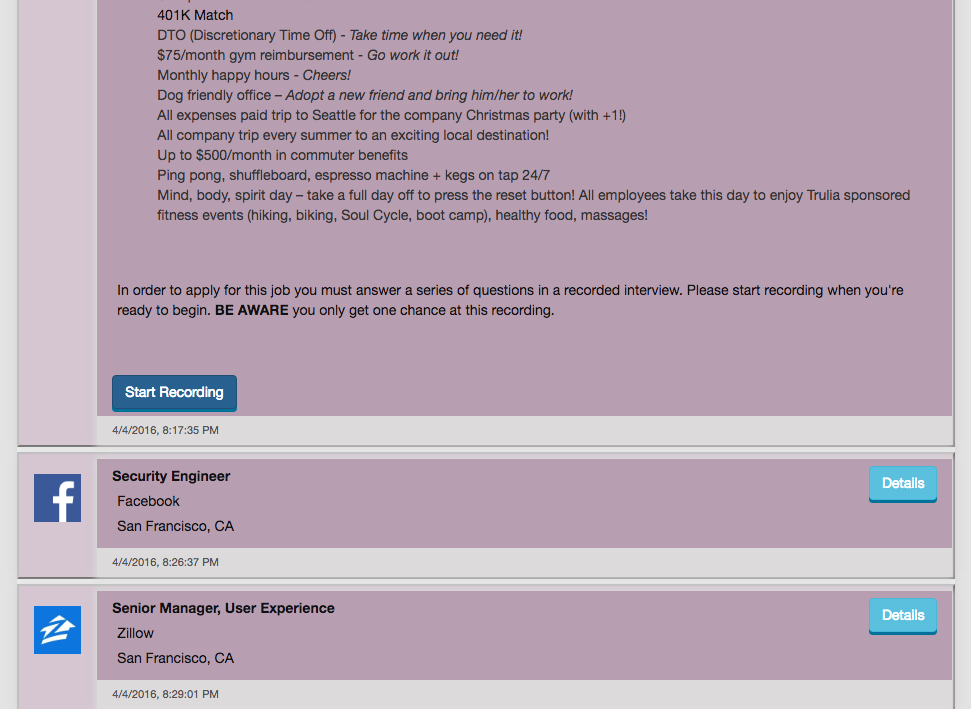 401K Match
DTO (Discretionary Time Off) - Take time when you need it!
$75/month gym reimbursement - Go work it out!
Monthly happy hours - Cheers!
Dog friendly office – Adopt a new friend and bring him/her to work!
All expenses paid trip to Seattle for the company Christmas party (with +1!)
All company trip every summer to an exciting local destination!
Up to $500/month in commuter benefits
Ping pong, shuffleboard, espresso machine + kegs on tap 24/7
Mind, body, spirit day – take a full day off to press the reset button! All employees take this day to enjoy Trulia sponsored
fitness events (hiking, biking, Soul Cycle, boot camp), healthy food, massages!
In order to apply for this job you must answer a series of questions in a recorded interview. Please start recording when you're
ready to begin. BE AWARE you only get one chance at this recording.
Start Recording
4/4/2016, 8:17:35 PM
Security Engineer
Details
Facebook
San Francisco, CA
4/4/2016, 8:26:37 PM
Senior Manager, User Experience
Details
Zillow
San Francisco, CA
4/4/2016, 8:29:01 PM